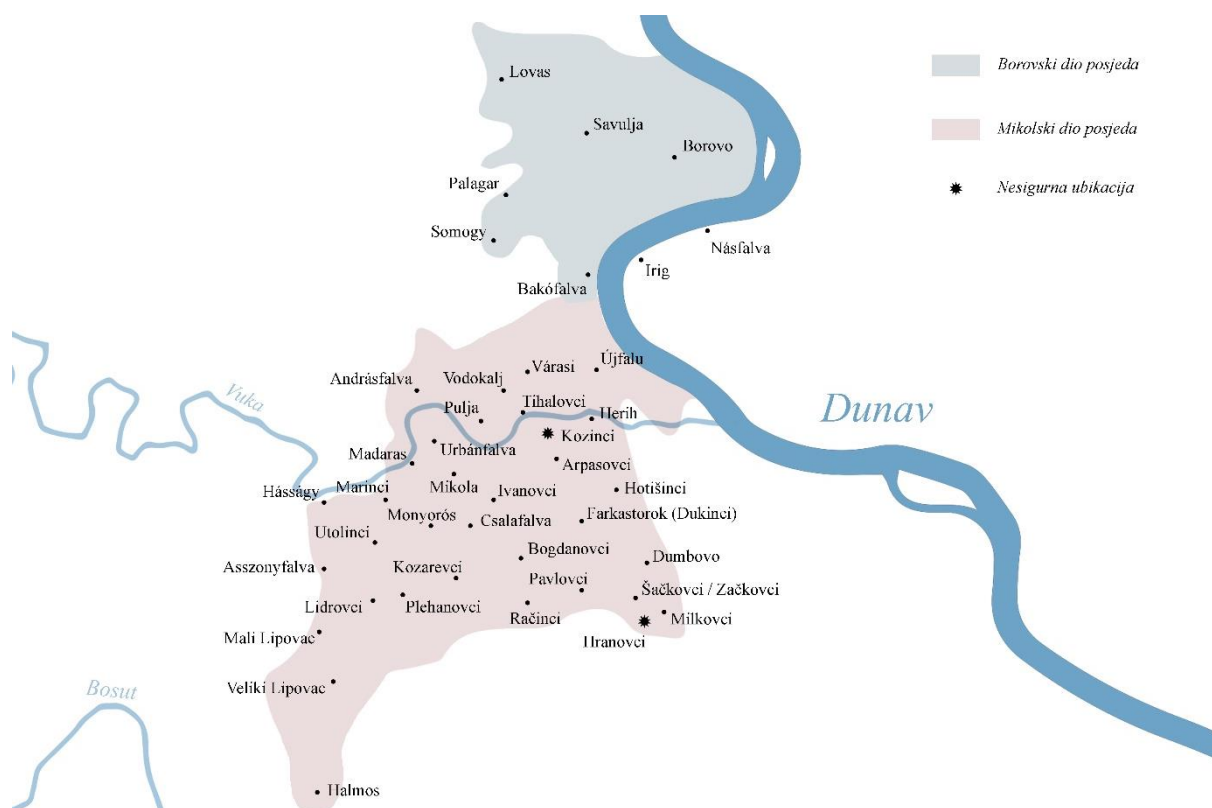 Lovas
Borovski dio posjeda
Savulja
Mikolski dio posjeda
Borovo
Palagar
Nesigurna ubikacija
Somogy
Násfalva
Irig
Bakófalva
Várasi
Újfalu
Andrásfalva
Vodokalj
Vuka
Dunav
Tihalovci
Pulja
Herih
Kozinci
Urbánfalva
Madaras
Arpasovci
Mikola
Hásságy
Marinci
Ivanovci
Hotišinci
Monyorós
Csalafalva
Farkastorok (Dukinci)
Utolinci
Bogdanovci
Dumbovo
Asszonyfalva
Kozarevci
Pavlovci
Šačkovci / Začkovci
Lidrovci
Plehanovci
Račinci
Milkovci
Mali Lipovac
Hranovci
Veliki Lipovac
Bosut
Halmos